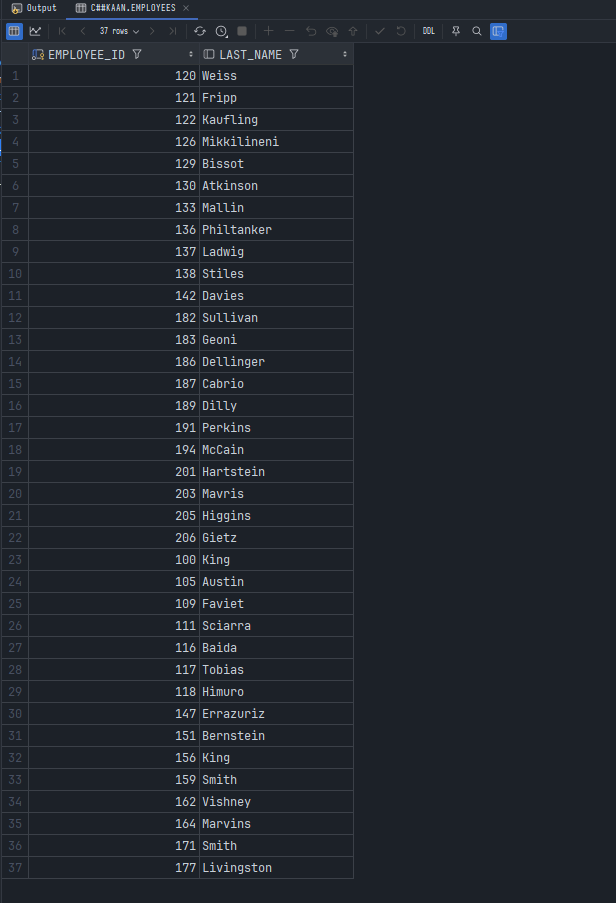 Output C##KAAN.EMPLOYEES
37 rows DDL
EMPLOYEE_ID LAST_NAME
1 120 Weiss
2 121 Fripp
3 122 Kaufling
4 126 Mikkilineni
5 129 Bissot
6 130 Atkinson
7 133 Mallin
8 136 Philtanker
9 137 Ladwig
10 138 Stiles
11 142 Davies
12 182 Sullivan
13 183 Geoni
14 186 Dellinger
15 187 Cabrio
16 189 Dilly
17 191 Perkins
18 194 McCain
19 201 Hartstein
20 203 Mavris
21 205 Higgins
22 206 Gietz
23 100 King
24 105 Austin
25 109 Faviet
26 111 Sciarra
27 116 Baida
28 117 Tobias
29 118 Himuro
30 147 Errazuriz
31 151 Bernstein
32 156 King
33 159 Smith
34 162 Vishney
35 164 Marvins
36 171 Smith
37 177 Livingston